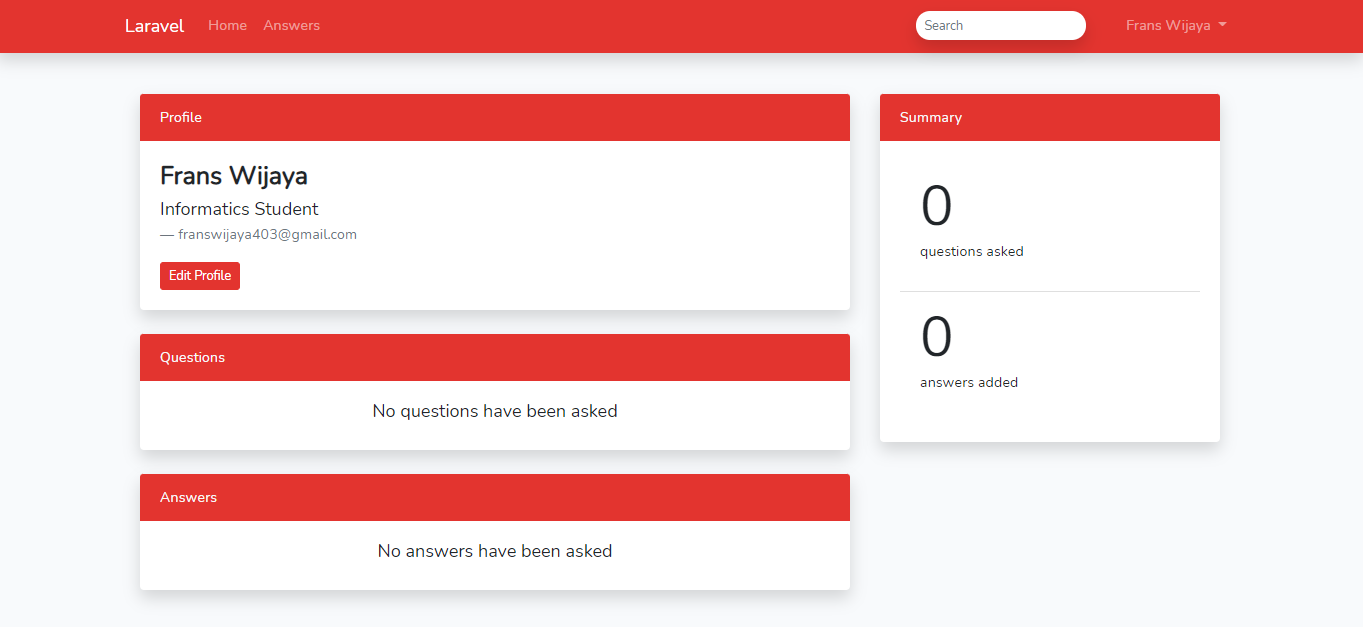 Laravel Home Answers Search Frans Wijaya
Profile
Frans Wijaya
Informatics Student
— franswijaya403@gmail.com
Edit Profile
Questions
No questions have been asked
Answers
No answers have been asked
Summary
0
questions asked
0
answers added